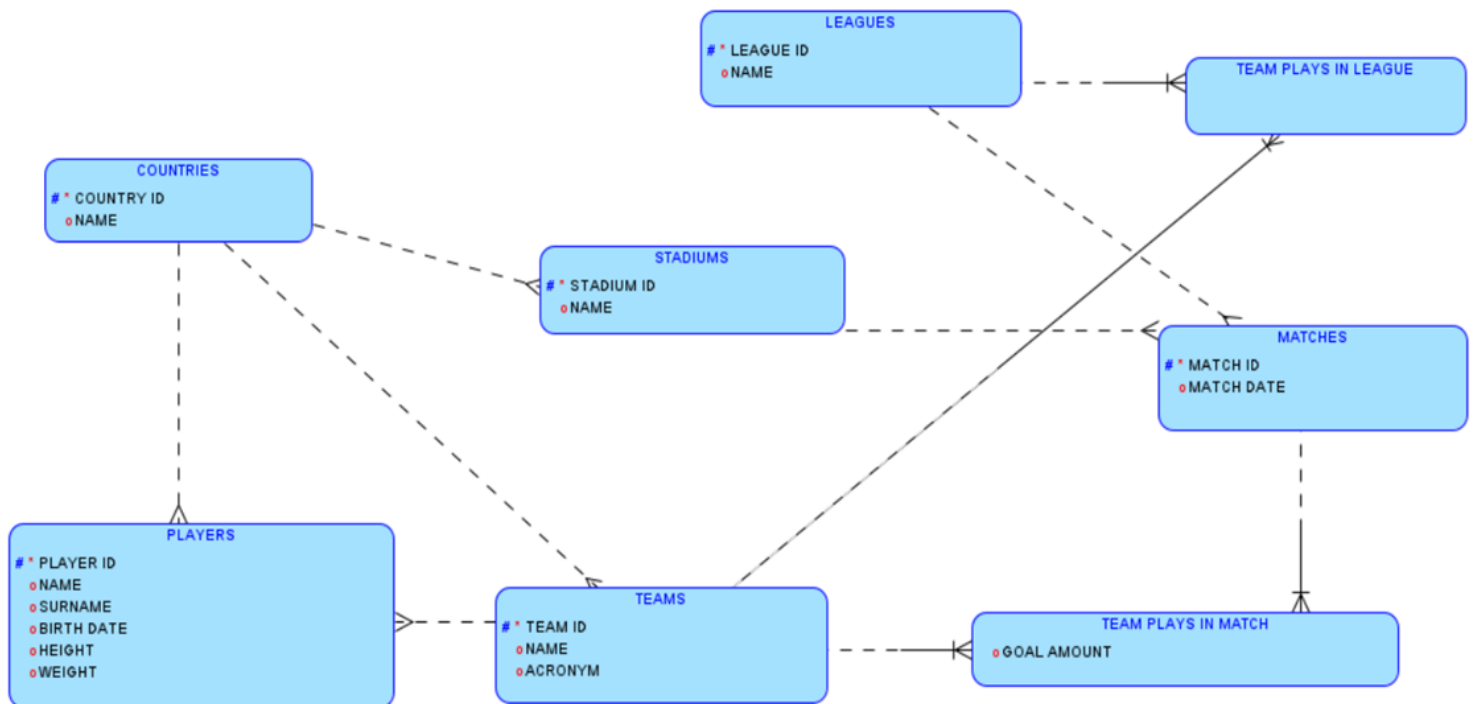 LEAGUES
# * LEAGUE ID
o NAME
TEAM PLAYS IN LEAGUE
COUNTRIES
# * COUNTRY ID
o NAME
STADIUMS
# * STADIUM ID
o NAME
MATCHES
# * MATCH ID
o MATCH DATE
PLAYERS
# * PLAYER ID
o NAME
o SURNAME
o BIRTH DATE
o HEIGHT
o WEIGHT
TEAMS
# * TEAM ID
o NAME
o ACRONYM
TEAM PLAYS IN MATCH
o GOAL AMOUNT